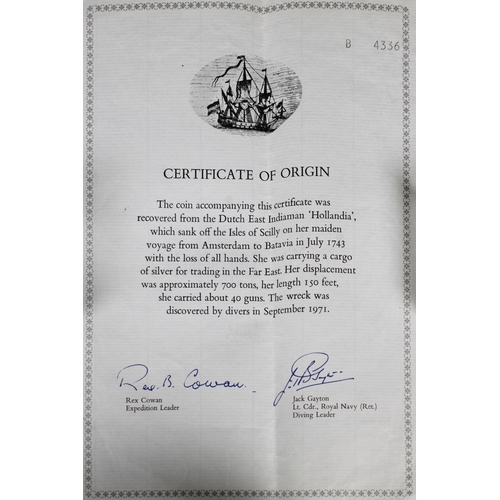 B 4336
CERTIFICATE OF ORIGIN
The coin accompanying this certificate was
recovered from the Dutch East Indiaman 'Hollandia',
which sank off the Isles of Scilly on her maiden
voyage from Amsterdam to Batavia in July 1743
with the loss of all hands. She was carrying a cargo
of silver for trading in the Far East. Her displacement
was approximately 700 tons, her length 150 feet,
she carried about 40 guns. The wreck was
discovered by divers in September 1971.
Rex. B. Cowan.
Rex Cowan
Expedition Leader
Jack Gayton
Lt. Cdr., Royal Navy (Ret.)
Diving Leader